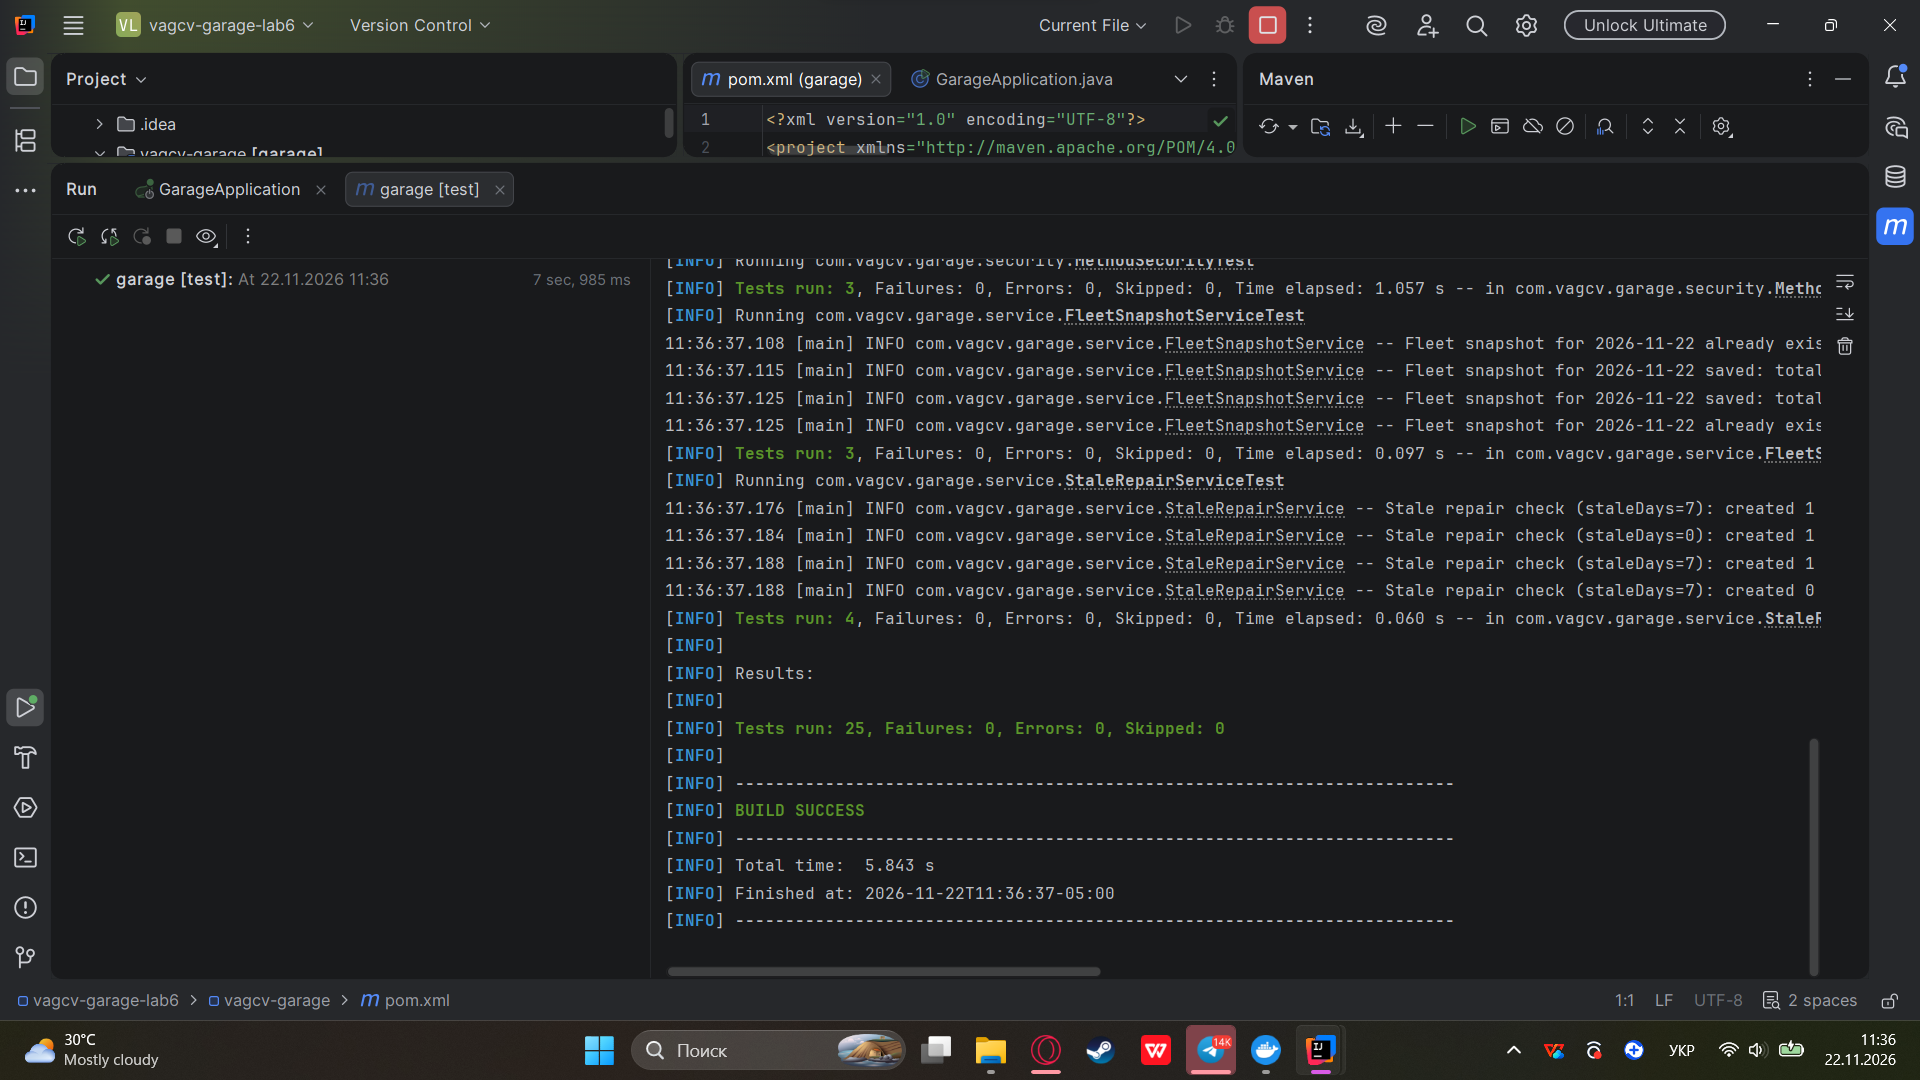 VL vagcv-garage-lab6 Version Control Current File Unlock Ultimate
Project
.idea
vagcv-garage [garage]
m pom.xml (garage) GarageApplication.java
1 <?xml version="1.0" encoding="UTF-8"?>
2 <project xmlns="http://maven.apache.org/POM/4.0
Maven
Run GarageApplication m garage [test]
garage [test]: At 22.11.2026 11:36 7 sec, 985 ms
[INFO] Running com.vagcv.garage.security.MethodSecurityTest
[INFO] Tests run: 3, Failures: 0, Errors: 0, Skipped: 0, Time elapsed: 1.057 s -- in com.vagcv.garage.security.Metho
[INFO] Running com.vagcv.garage.service.FleetSnapshotServiceTest
11:36:37.108 [main] INFO com.vagcv.garage.service.FleetSnapshotService -- Fleet snapshot for 2026-11-22 already exis
11:36:37.115 [main] INFO com.vagcv.garage.service.FleetSnapshotService -- Fleet snapshot for 2026-11-22 saved: total
11:36:37.125 [main] INFO com.vagcv.garage.service.FleetSnapshotService -- Fleet snapshot for 2026-11-22 saved: total
11:36:37.125 [main] INFO com.vagcv.garage.service.FleetSnapshotService -- Fleet snapshot for 2026-11-22 already exis
[INFO] Tests run: 3, Failures: 0, Errors: 0, Skipped: 0, Time elapsed: 0.097 s -- in com.vagcv.garage.service.FleetS
[INFO] Running com.vagcv.garage.service.StaleRepairServiceTest
11:36:37.176 [main] INFO com.vagcv.garage.service.StaleRepairService -- Stale repair check (staleDays=7): created 1
11:36:37.184 [main] INFO com.vagcv.garage.service.StaleRepairService -- Stale repair check (staleDays=0): created 1
11:36:37.188 [main] INFO com.vagcv.garage.service.StaleRepairService -- Stale repair check (staleDays=7): created 1
11:36:37.188 [main] INFO com.vagcv.garage.service.StaleRepairService -- Stale repair check (staleDays=7): created 0
[INFO] Tests run: 4, Failures: 0, Errors: 0, Skipped: 0, Time elapsed: 0.060 s -- in com.vagcv.garage.service.StaleR
[INFO]
[INFO] Results:
[INFO]
[INFO] Tests run: 25, Failures: 0, Errors: 0, Skipped: 0
[INFO]
[INFO] ------------------------------------------------------------------------
[INFO] BUILD SUCCESS
[INFO] ------------------------------------------------------------------------
[INFO] Total time:  5.843 s
[INFO] Finished at: 2026-11-22T11:36:37-05:00
[INFO] ------------------------------------------------------------------------
vagcv-garage-lab6 > vagcv-garage > m pom.xml 1:1 LF UTF-8 2 spaces
30°C
Mostly cloudy
Поиск
14K
УКР
11:36
22.11.2026